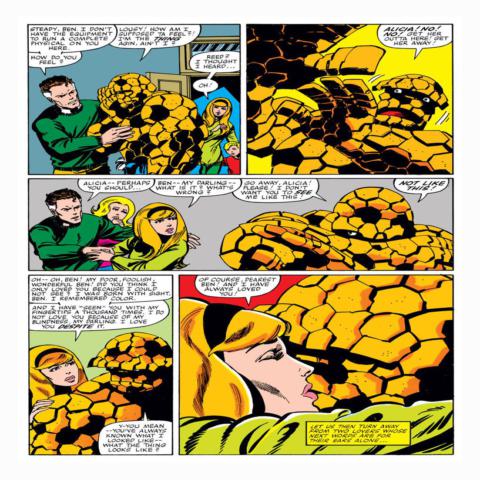 STEADY, BEN. I DON'T
HAVE THE EQUIPMENT
TO RUN A COMPLETE
PHYSICAL ON YOU
HERE.
HOW DO YOU
FEEL?
LOUSY! HOW AM I
SUPPOSED TA FEEL?!
I'M THE THING
AGAIN, AIN'T I?
REED?
I THOUGHT
I HEARD...
OH!
ALICIA! NO!
NO! GET
OUTTA HERE! GET
HER AWAY!
ALICIA-- PERHAPS
YOU SHOULD...
BEN-- MY DARLING--
WHAT IS IT? WHAT'S
WRONG?
GO AWAY, ALICIA!
PLEASE! I DON'T
WANT YOU TO SEE
ME LIKE THIS!
NOT LIKE
THIS!
OH-- OH, BEN! MY POOR, FOOLISH,
WONDERFUL BEN! DID YOU THINK I
ONLY LOVED YOU BECAUSE I COULD
NOT SEE? I WAS BORN WITH SIGHT,
BEN. I REMEMBERED COLOR.
AND I HAVE "SEEN" YOU WITH MY
FINGERTIPS A THOUSAND TIMES. I DO
NOT LOVE YOU BECAUSE OF MY
BLINDNESS, MY DARLING. I LOVE
YOU DESPITE IT.
Y-YOU MEAN
--YOU'VE ALWAYS
KNOWN WHAT I
LOOKED LIKE--
WHAT THE THING
LOOKS LIKE?
OF COURSE, DEAREST
BEN! AND I HAVE
ALWAYS LOVED
YOU!
LET US THEN TURN AWAY
FROM TWO LOVERS WHOSE
NEXT WORDS ARE FOR
THEIR EARS ALONE...